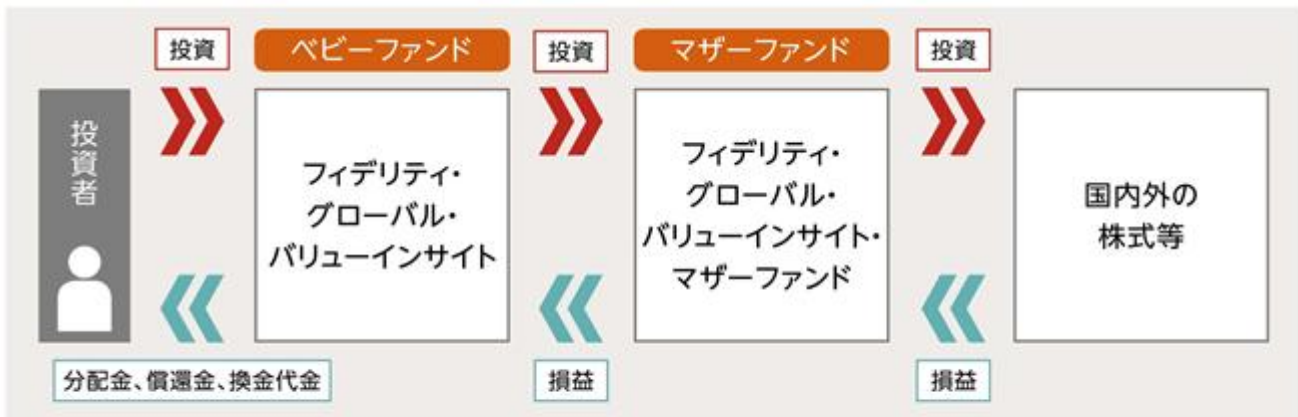 投資
ベビーファンド
投資
マザーファンド
投資
投資者
フィデリティ・
グローバル・
バリューインサイト
フィデリティ・
グローバル・
バリューインサイト・
マザーファンド
国内外の
株式等
分配金、償還金、換金代金
損益
損益